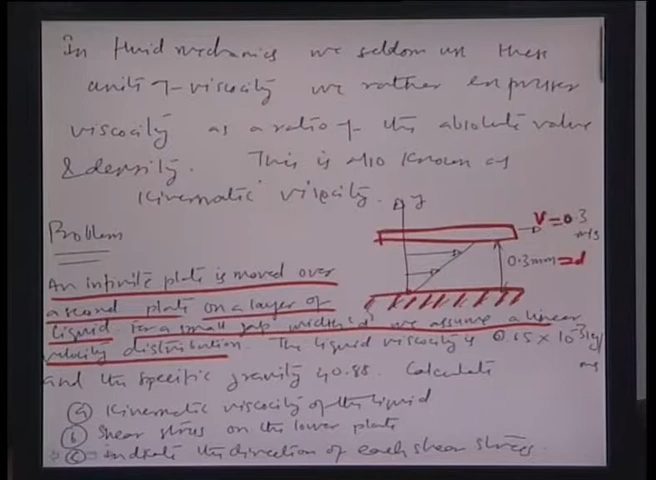 In fluid mechanics we seldom use these
units of viscosity we rather express
viscosity as a ratio of the absolute value
& density. This is also known as
Kinematic viscosity.
y
Problem
V = 0.3 m/s
An infinite plate is moved over
0.3mm = d
a second plate on a layer of
liquid for a small gap width 'd' we assume a linear
velocity distribution. The liquid viscosity is 0.65 × 10⁻³ kg/
ms
and the specific gravity is 0.88. Calculate
(a) Kinematic viscosity of the liquid
(b) Shear stress on the lower plate
(c) indicate the direction of each shear stress.